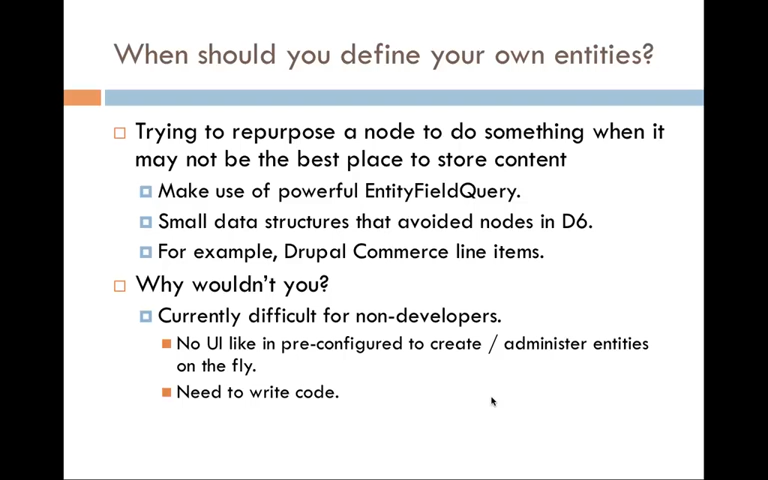 When should you define your own entities?
Trying to repurpose a node to do something when it
may not be the best place to store content
Make use of powerful EntityFieldQuery.
Small data structures that avoided nodes in D6.
For example, Drupal Commerce line items.
Why wouldn't you?
Currently difficult for non-developers.
No UI like in pre-configured to create / administer entities
on the fly.
Need to write code.